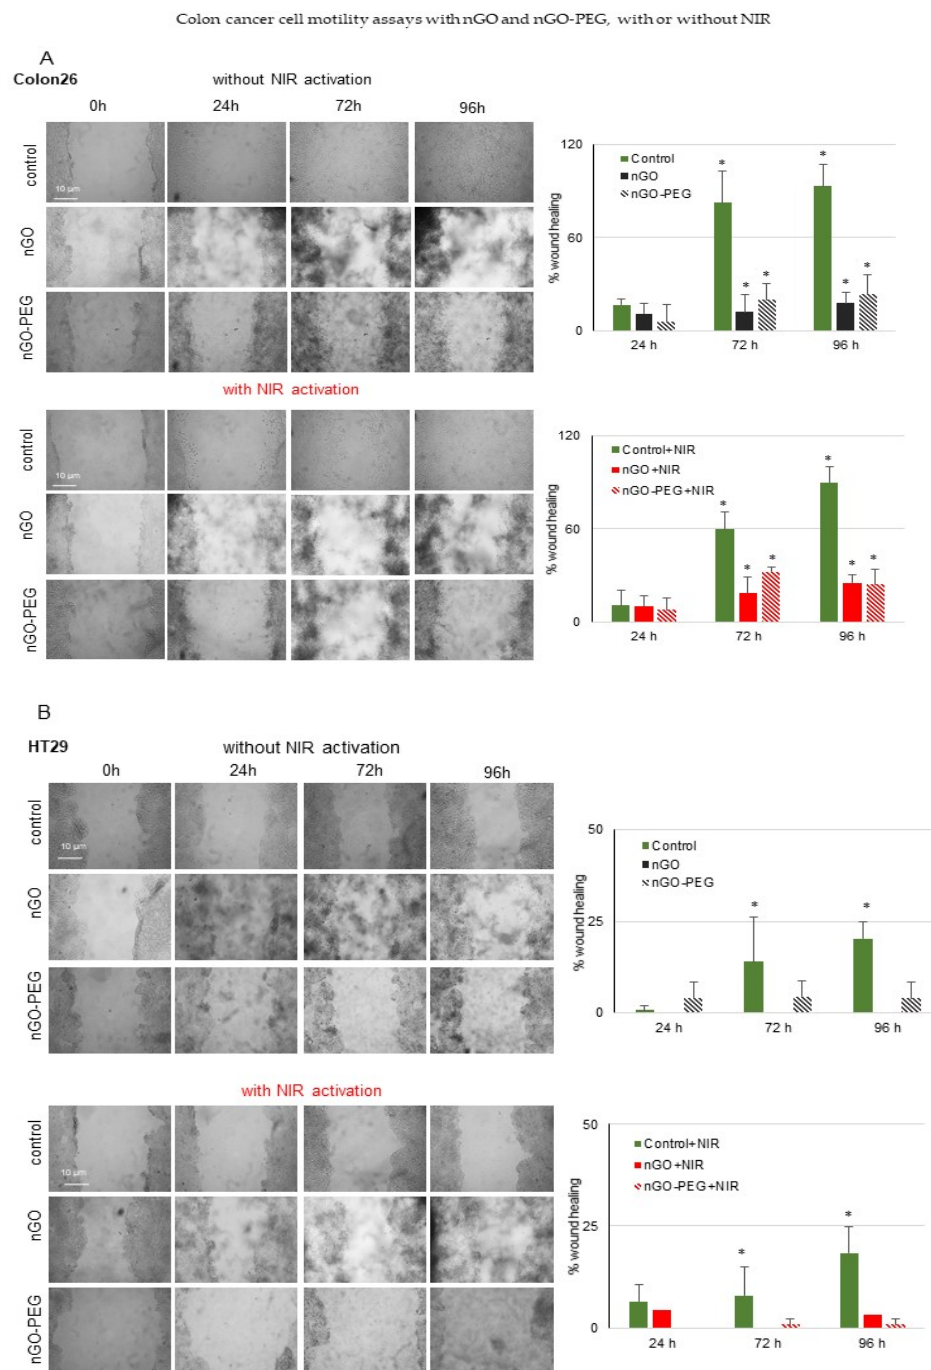 Colon cancer cell motility assays with nGO and nGO-PEG, with or without NIR
A
Colon26
without NIR activation
0h 24h 72h 96h
control
10 µm
nGO
nGO-PEG
120
60
0
% wound healing
Control
nGO
nGO-PEG
* *
* * * *
24 h 72 h 96 h
with NIR activation
control
10 µm
nGO
nGO-PEG
120
60
0
% wound healing
Control+NIR
nGO+NIR
nGO-PEG+NIR
* *
* * * *
24 h 72 h 96 h
B
HT29
without NIR activation
0h 24h 72h 96h
control
10 µm
nGO
nGO-PEG
50
25
0
% wound healing
Control
nGO
nGO-PEG
* *
24 h 72 h 96 h
with NIR activation
control
10 µm
nGO
nGO-PEG
50
25
0
% wound healing
Control+NIR
nGO+NIR
nGO-PEG+NIR
* *
24 h 72 h 96 h